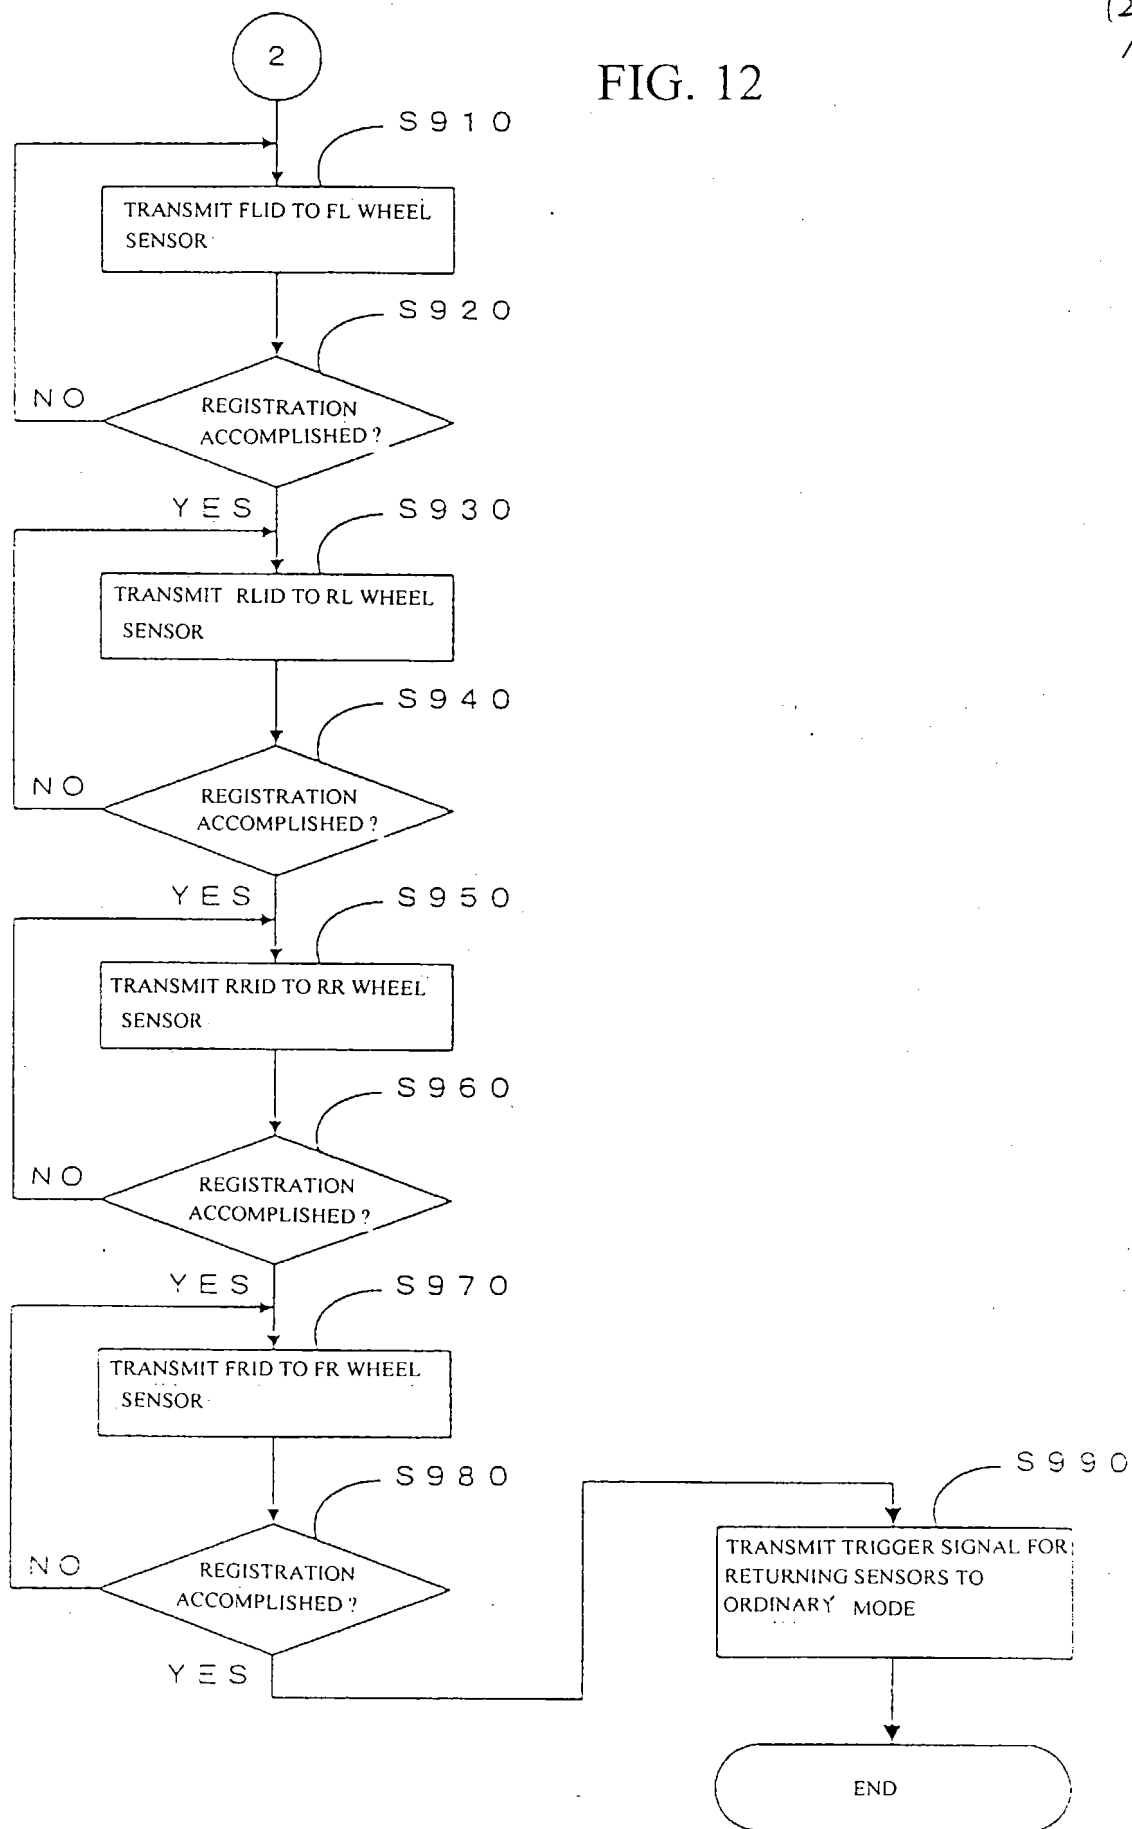 2
FIG. 12
S910
TRANSMIT FLID TO FL WHEEL
SENSOR
S920
NO
REGISTRATION
ACCOMPLISHED?
YES
S930
TRANSMIT RLID TO RL WHEEL
SENSOR
S940
NO
REGISTRATION
ACCOMPLISHED?
YES
S950
TRANSMIT RRID TO RR WHEEL
SENSOR
S960
NO
REGISTRATION
ACCOMPLISHED?
YES
S970
TRANSMIT FRID TO FR WHEEL
SENSOR
S980
NO
REGISTRATION
ACCOMPLISHED?
YES
S990
TRANSMIT TRIGGER SIGNAL FOR
RETURNING SENSORS TO
ORDINARY MODE
END